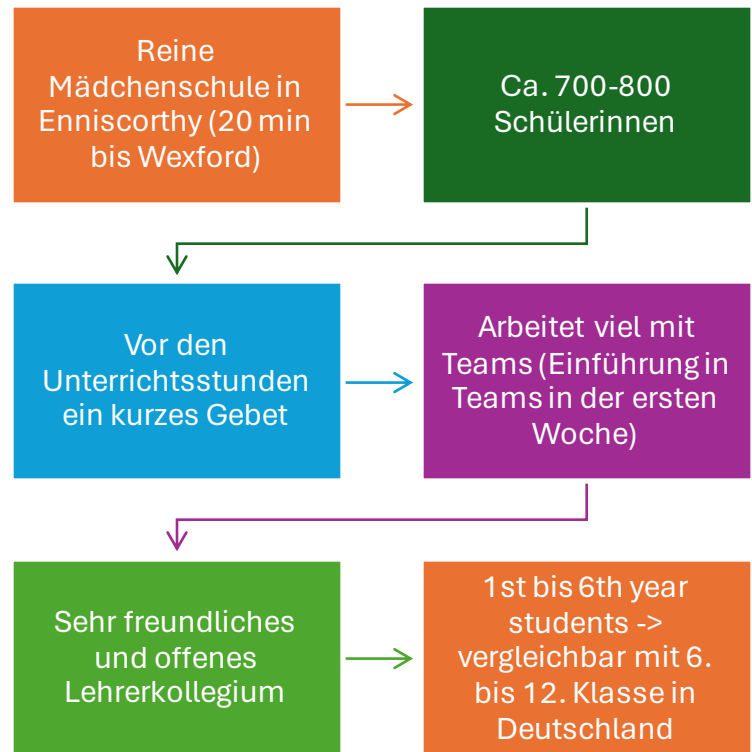 Reine
Mädchenschule in
Enniscorthy (20 min
bis Wexford)
Ca. 700-800
Schülerinnen
Vor den
Unterrichtsstunden
ein kurzes Gebet
Arbeitet viel mit
Teams (Einführung in
Teams in der ersten
Woche)
Sehr freundliches
und offenes
Lehrerkollegium
1st bis 6th year
students ->
vergleichbar mit 6.
bis 12. Klasse in
Deutschland